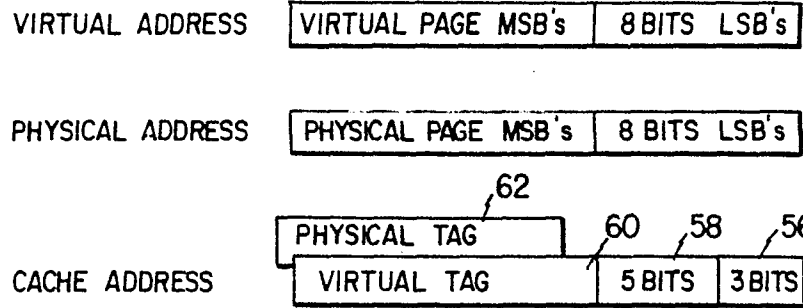 VIRTUAL ADDRESS VIRTUAL PAGE MSB's 8 BITS LSB's
PHYSICAL ADDRESS PHYSICAL PAGE MSB's 8 BITS LSB's
62
PHYSICAL TAG 60 58 56
CACHE ADDRESS VIRTUAL TAG 5 BITS 3 BITS